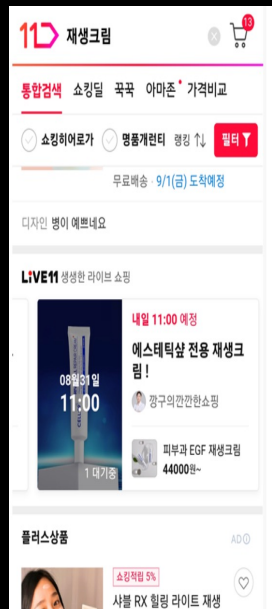 11
재생크림
13
통합검색 쇼킹딜 꾹꾹 아마존 가격비교
쇼킹히어로가 명품개런티 랭킹 필터
무료배송 · 9/1(금) 도착예정
디자인 병이 예쁘네요
LiVE11 생생한 라이브 쇼핑
08월31일
11:00
1 대기중
내일 11:00 예정
에스테틱샾 전용 재생크
림 !
깡구의깐깐한쇼핑
피부과 EGF 재생크림
44000원~
플러스상품
AD
쇼킹적립 5%
샤블 RX 힐링 라이트 재생